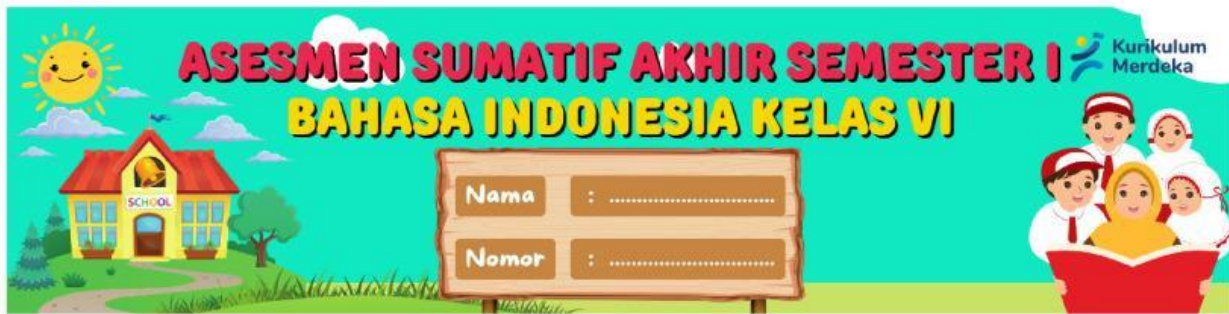 ASESMEN SUMATIF AKHIR SEMESTER I
Kurikulum
Merdeka
BAHASA INDONESIA KELAS VI
SCHOOL
Nama : ..............................
Nomor : ..............................